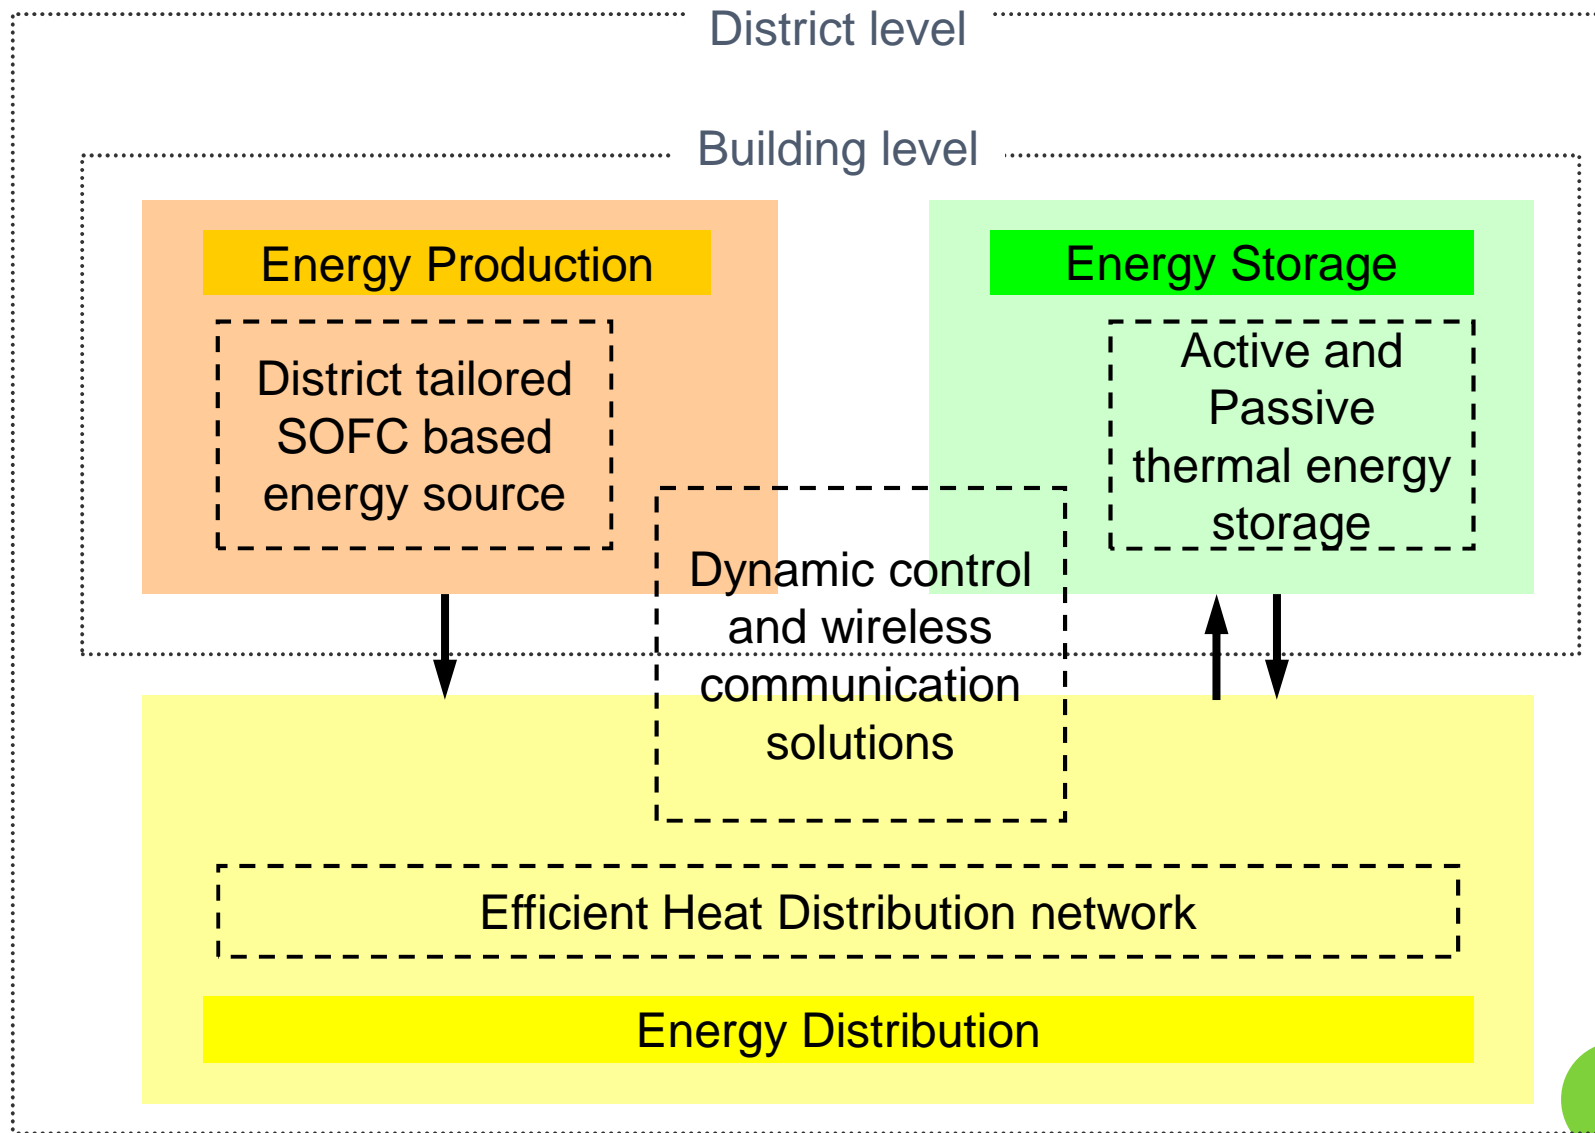 District level
Building level
Energy Production
District tailored
SOFC based
energy source
Energy Storage
Active and
Passive
thermal energy
storage
Dynamic control
and wireless
communication
solutions
Efficient Heat Distribution network
Energy Distribution